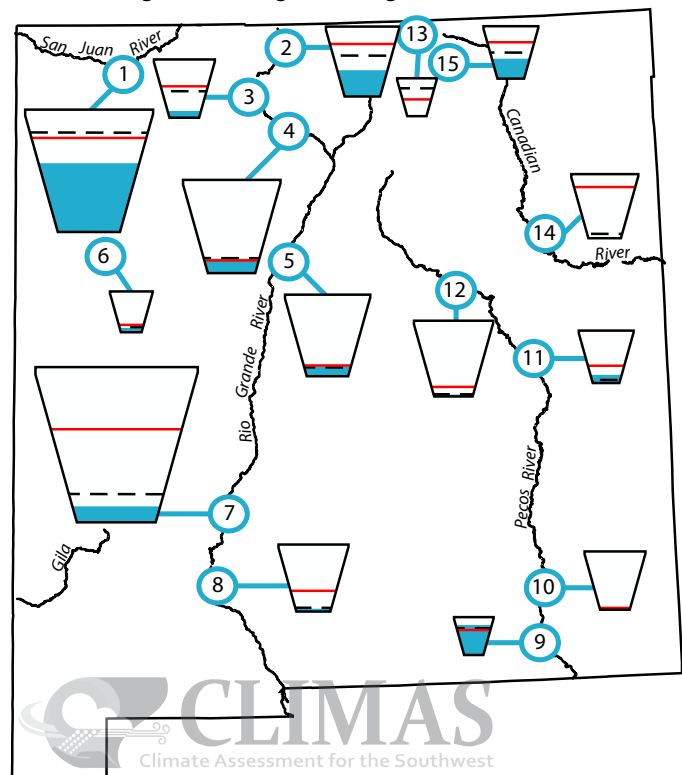 San Juan River
1
2
3
4
5
6
7
8
9
10
11
12
13
14
15
Canadian
River
Rio Grande River
Pecos River
Gila
CLIMAS
Climate Assessment for the Southwest